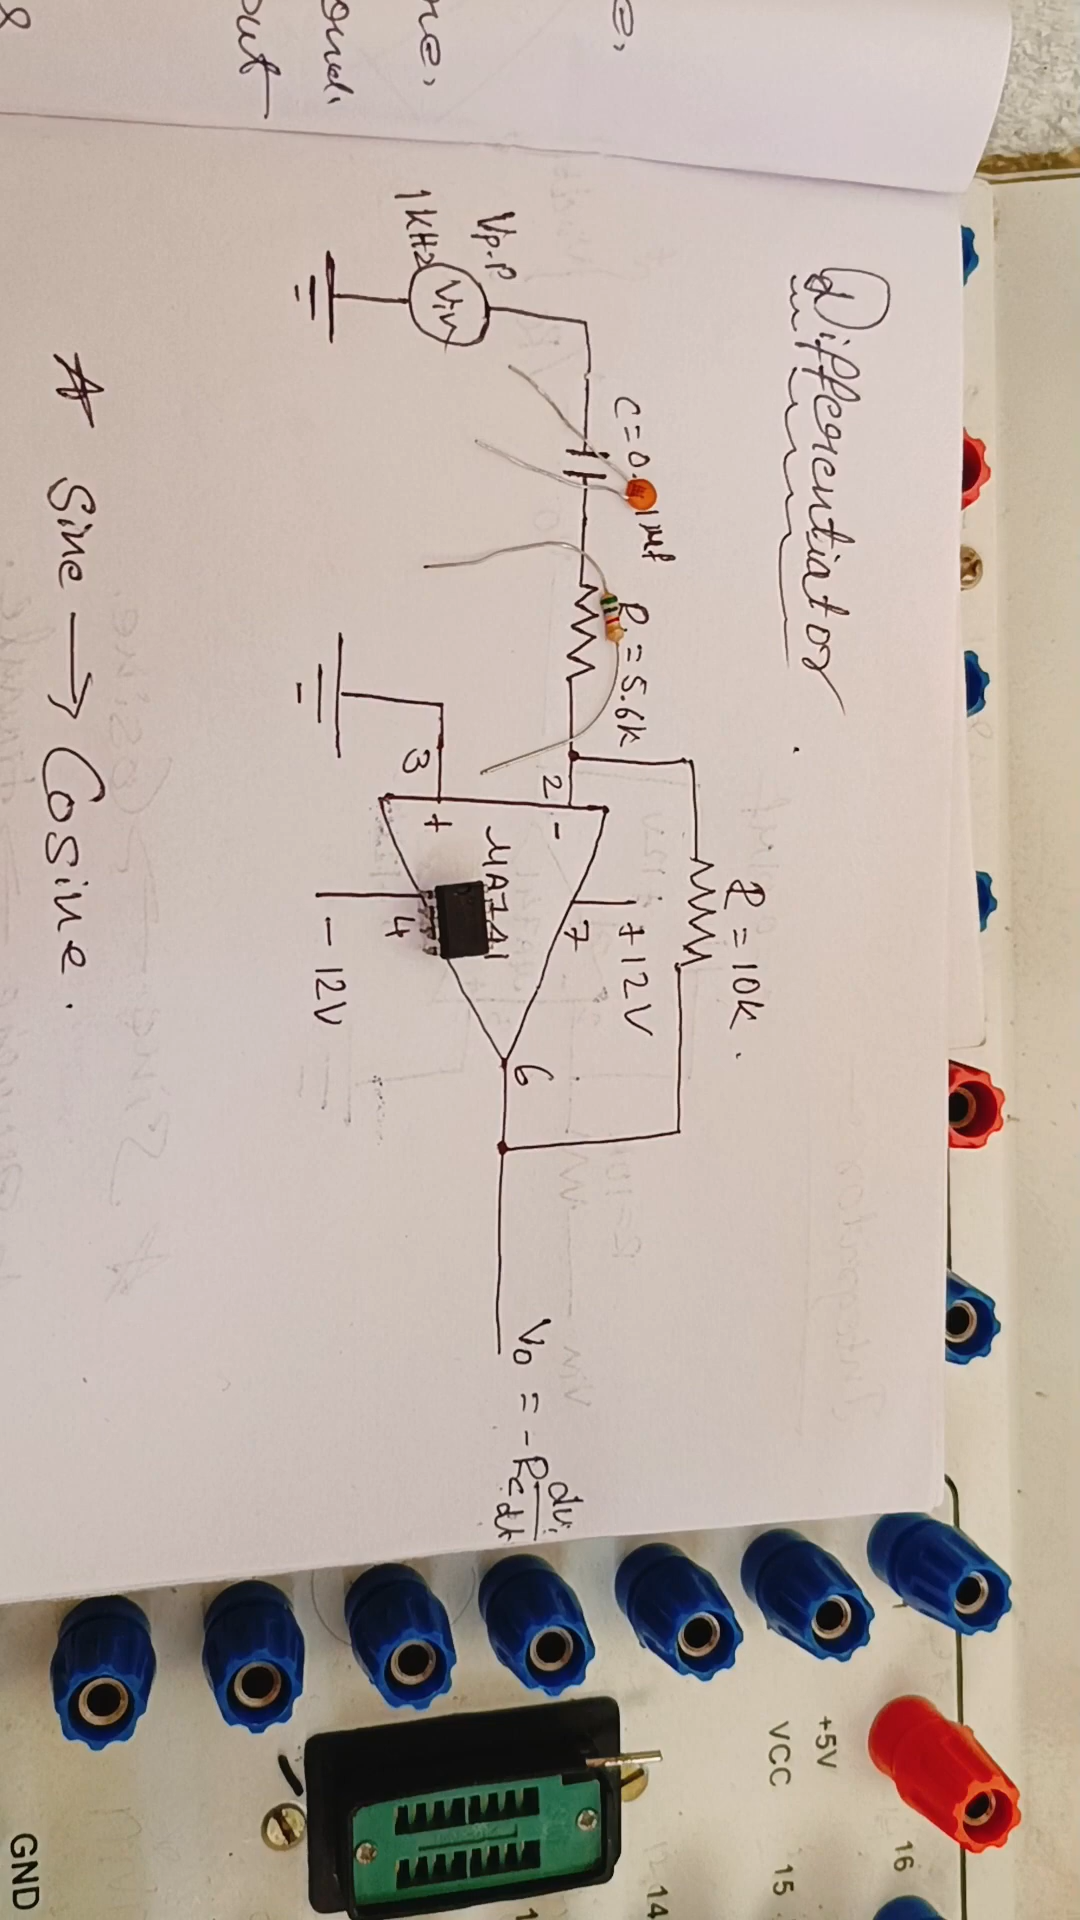 Differentiator
C = 0.1µf
R1 = 5.6k
R = 10k.
Vp.p
1kHz
Vin
2
3
-
+
µA741
7
+12V
4
-12V
6
Vo = -Rc dvi/dt
* Sine → Cosine.
+5V
VCC
16
15
14
GND